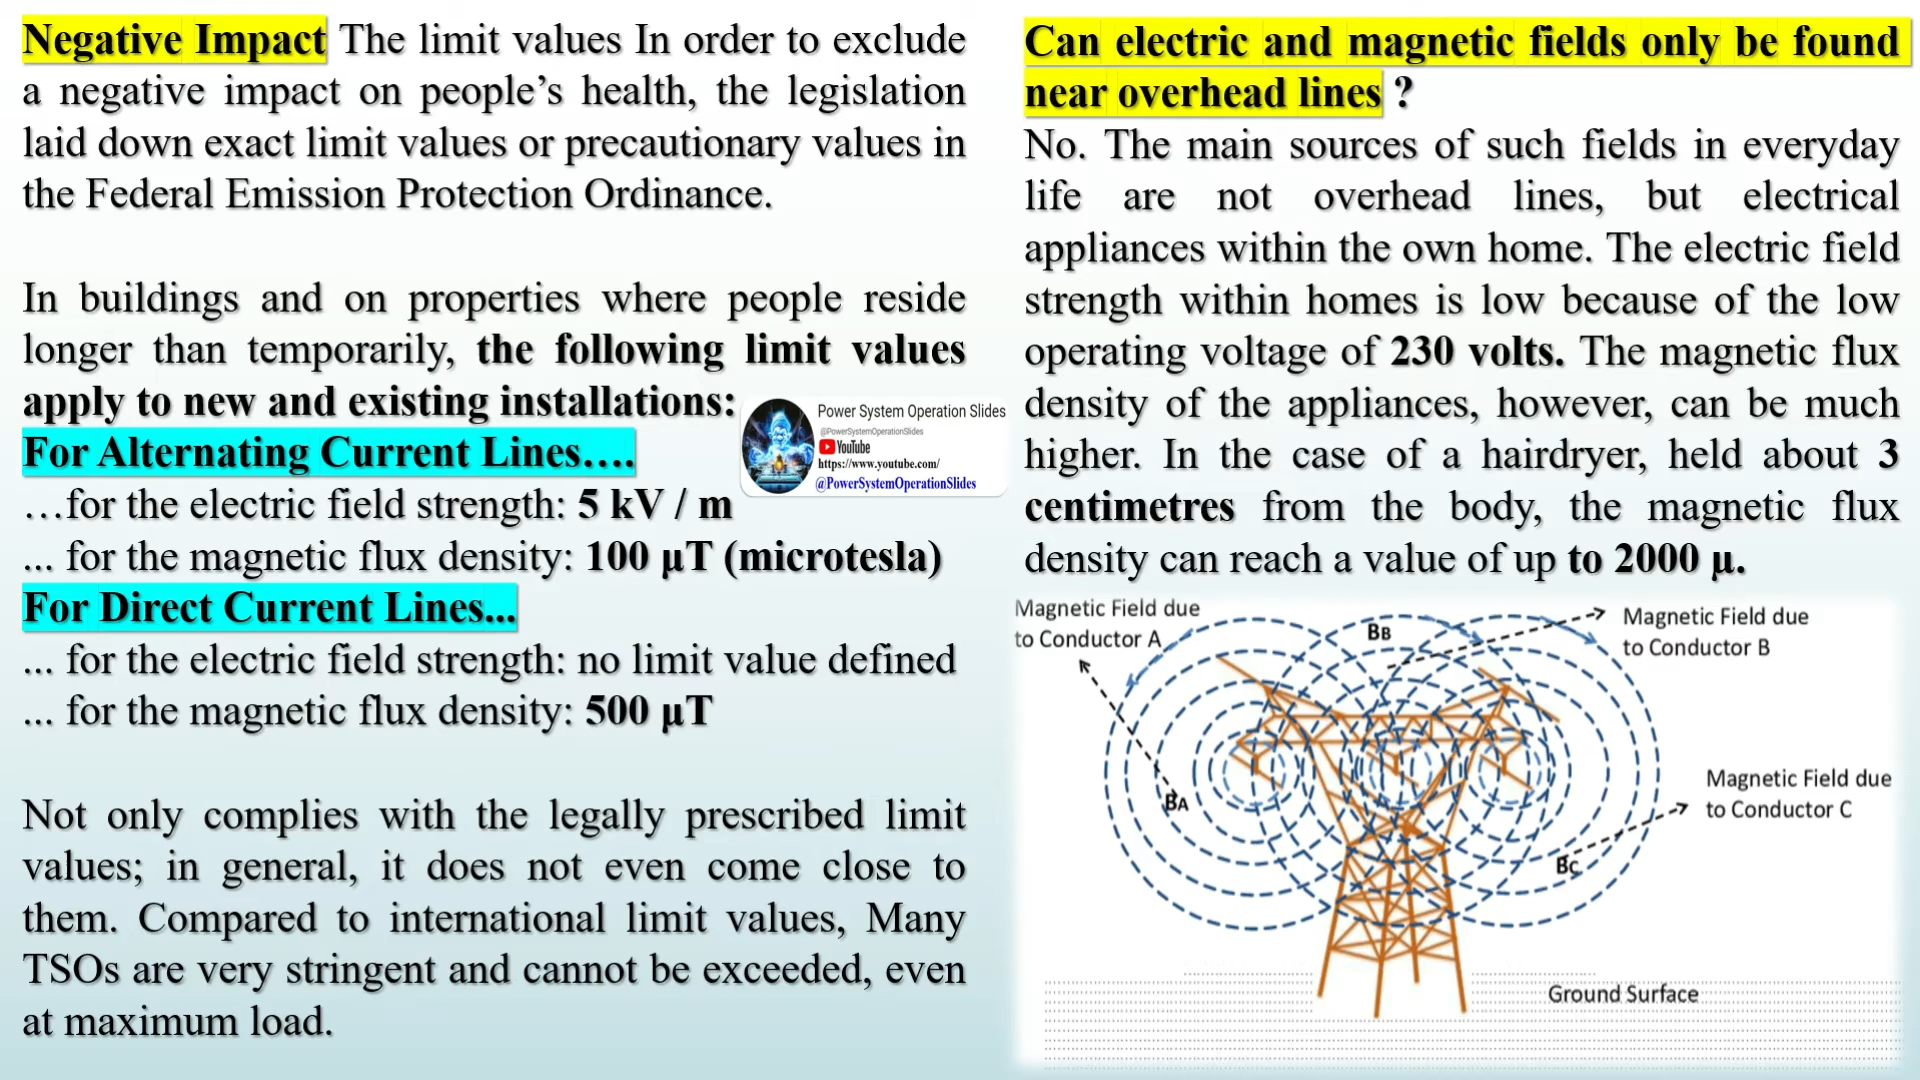 Negative Impact The limit values In order to exclude
a negative impact on people’s health, the legislation
laid down exact limit values or precautionary values in
the Federal Emission Protection Ordinance.
In buildings and on properties where people reside
longer than temporarily, the following limit values
apply to new and existing installations:
For Alternating Current Lines….
…for the electric field strength: 5 kV / m
... for the magnetic flux density: 100 µT (microtesla)
For Direct Current Lines...
... for the electric field strength: no limit value defined
... for the magnetic flux density: 500 µT
Not only complies with the legally prescribed limit
values; in general, it does not even come close to
them. Compared to international limit values, Many
TSOs are very stringent and cannot be exceeded, even
at maximum load.
Power System Operation Slides
@PowerSystemOperationSlides
YouTube
https://www.youtube.com/
@PowerSystemOperationSlides
Can electric and magnetic fields only be found
near overhead lines ?
No. The main sources of such fields in everyday
life are not overhead lines, but electrical
appliances within the own home. The electric field
strength within homes is low because of the low
operating voltage of 230 volts. The magnetic flux
density of the appliances, however, can be much
higher. In the case of a hairdryer, held about 3
centimetres from the body, the magnetic flux
density can reach a value of up to 2000 µ.
Magnetic Field due
to Conductor A
BB
Magnetic Field due
to Conductor B
BA
Magnetic Field due
to Conductor C
BC
Ground Surface